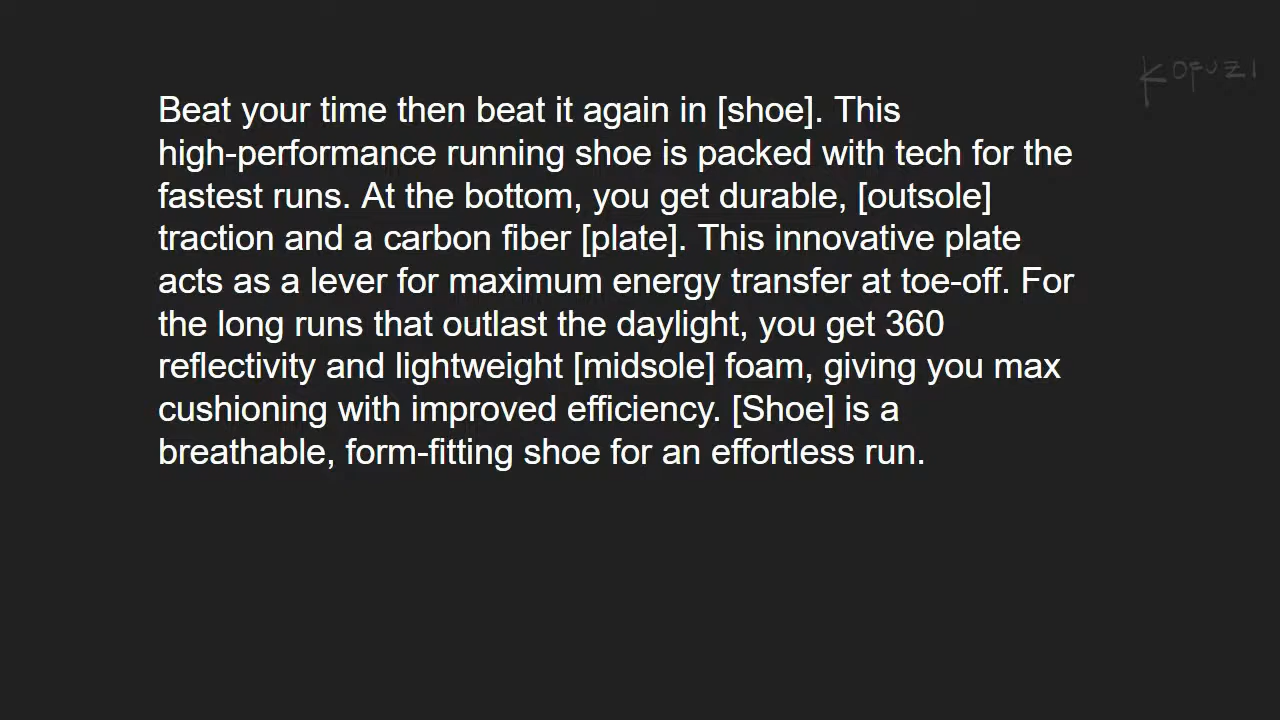 KOFUZI
Beat your time then beat it again in [shoe]. This
high-performance running shoe is packed with tech for the
fastest runs. At the bottom, you get durable, [outsole]
traction and a carbon fiber [plate]. This innovative plate
acts as a lever for maximum energy transfer at toe-off. For
the long runs that outlast the daylight, you get 360
reflectivity and lightweight [midsole] foam, giving you max
cushioning with improved efficiency. [Shoe] is a
breathable, form-fitting shoe for an effortless run.